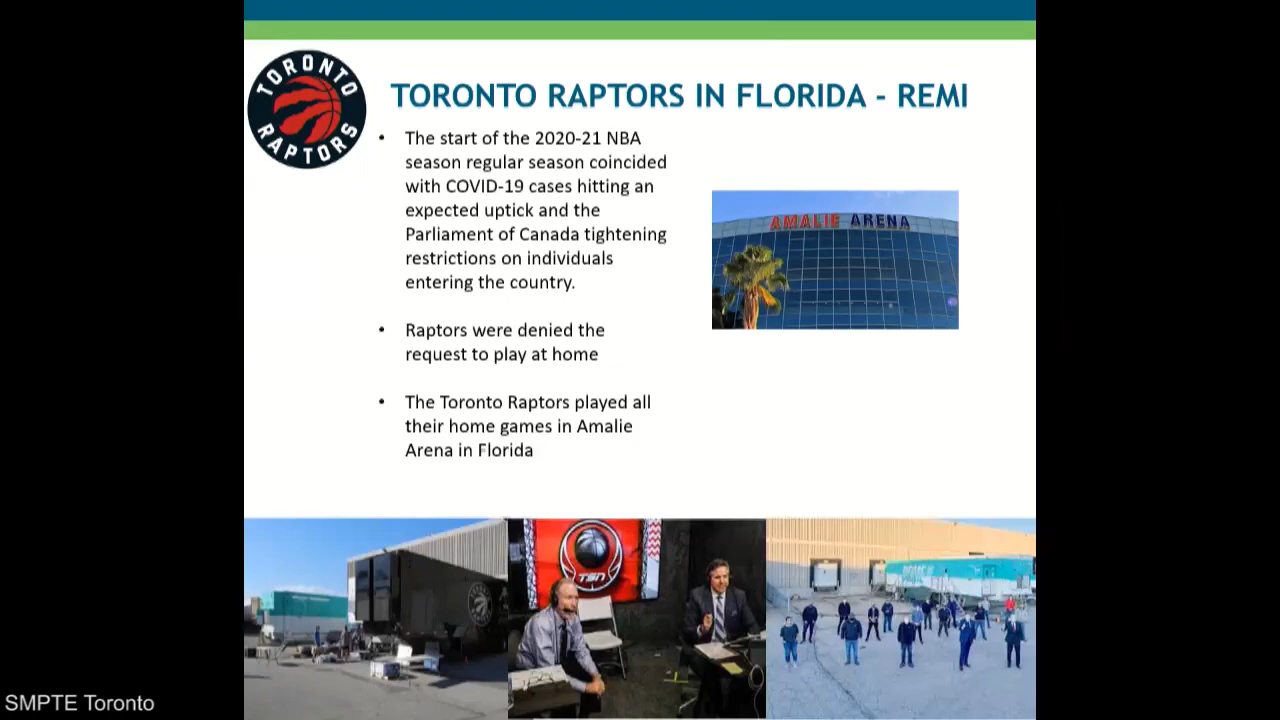 TORONTO
RAPTORS
TORONTO RAPTORS IN FLORIDA - REMI
• The start of the 2020-21 NBA
season regular season coincided
with COVID-19 cases hitting an
expected uptick and the
Parliament of Canada tightening
restrictions on individuals
entering the country.
• Raptors were denied the
request to play at home
• The Toronto Raptors played all
their home games in Amalie
Arena in Florida
AMALIE ARENA
TSN
SMPTE Toronto